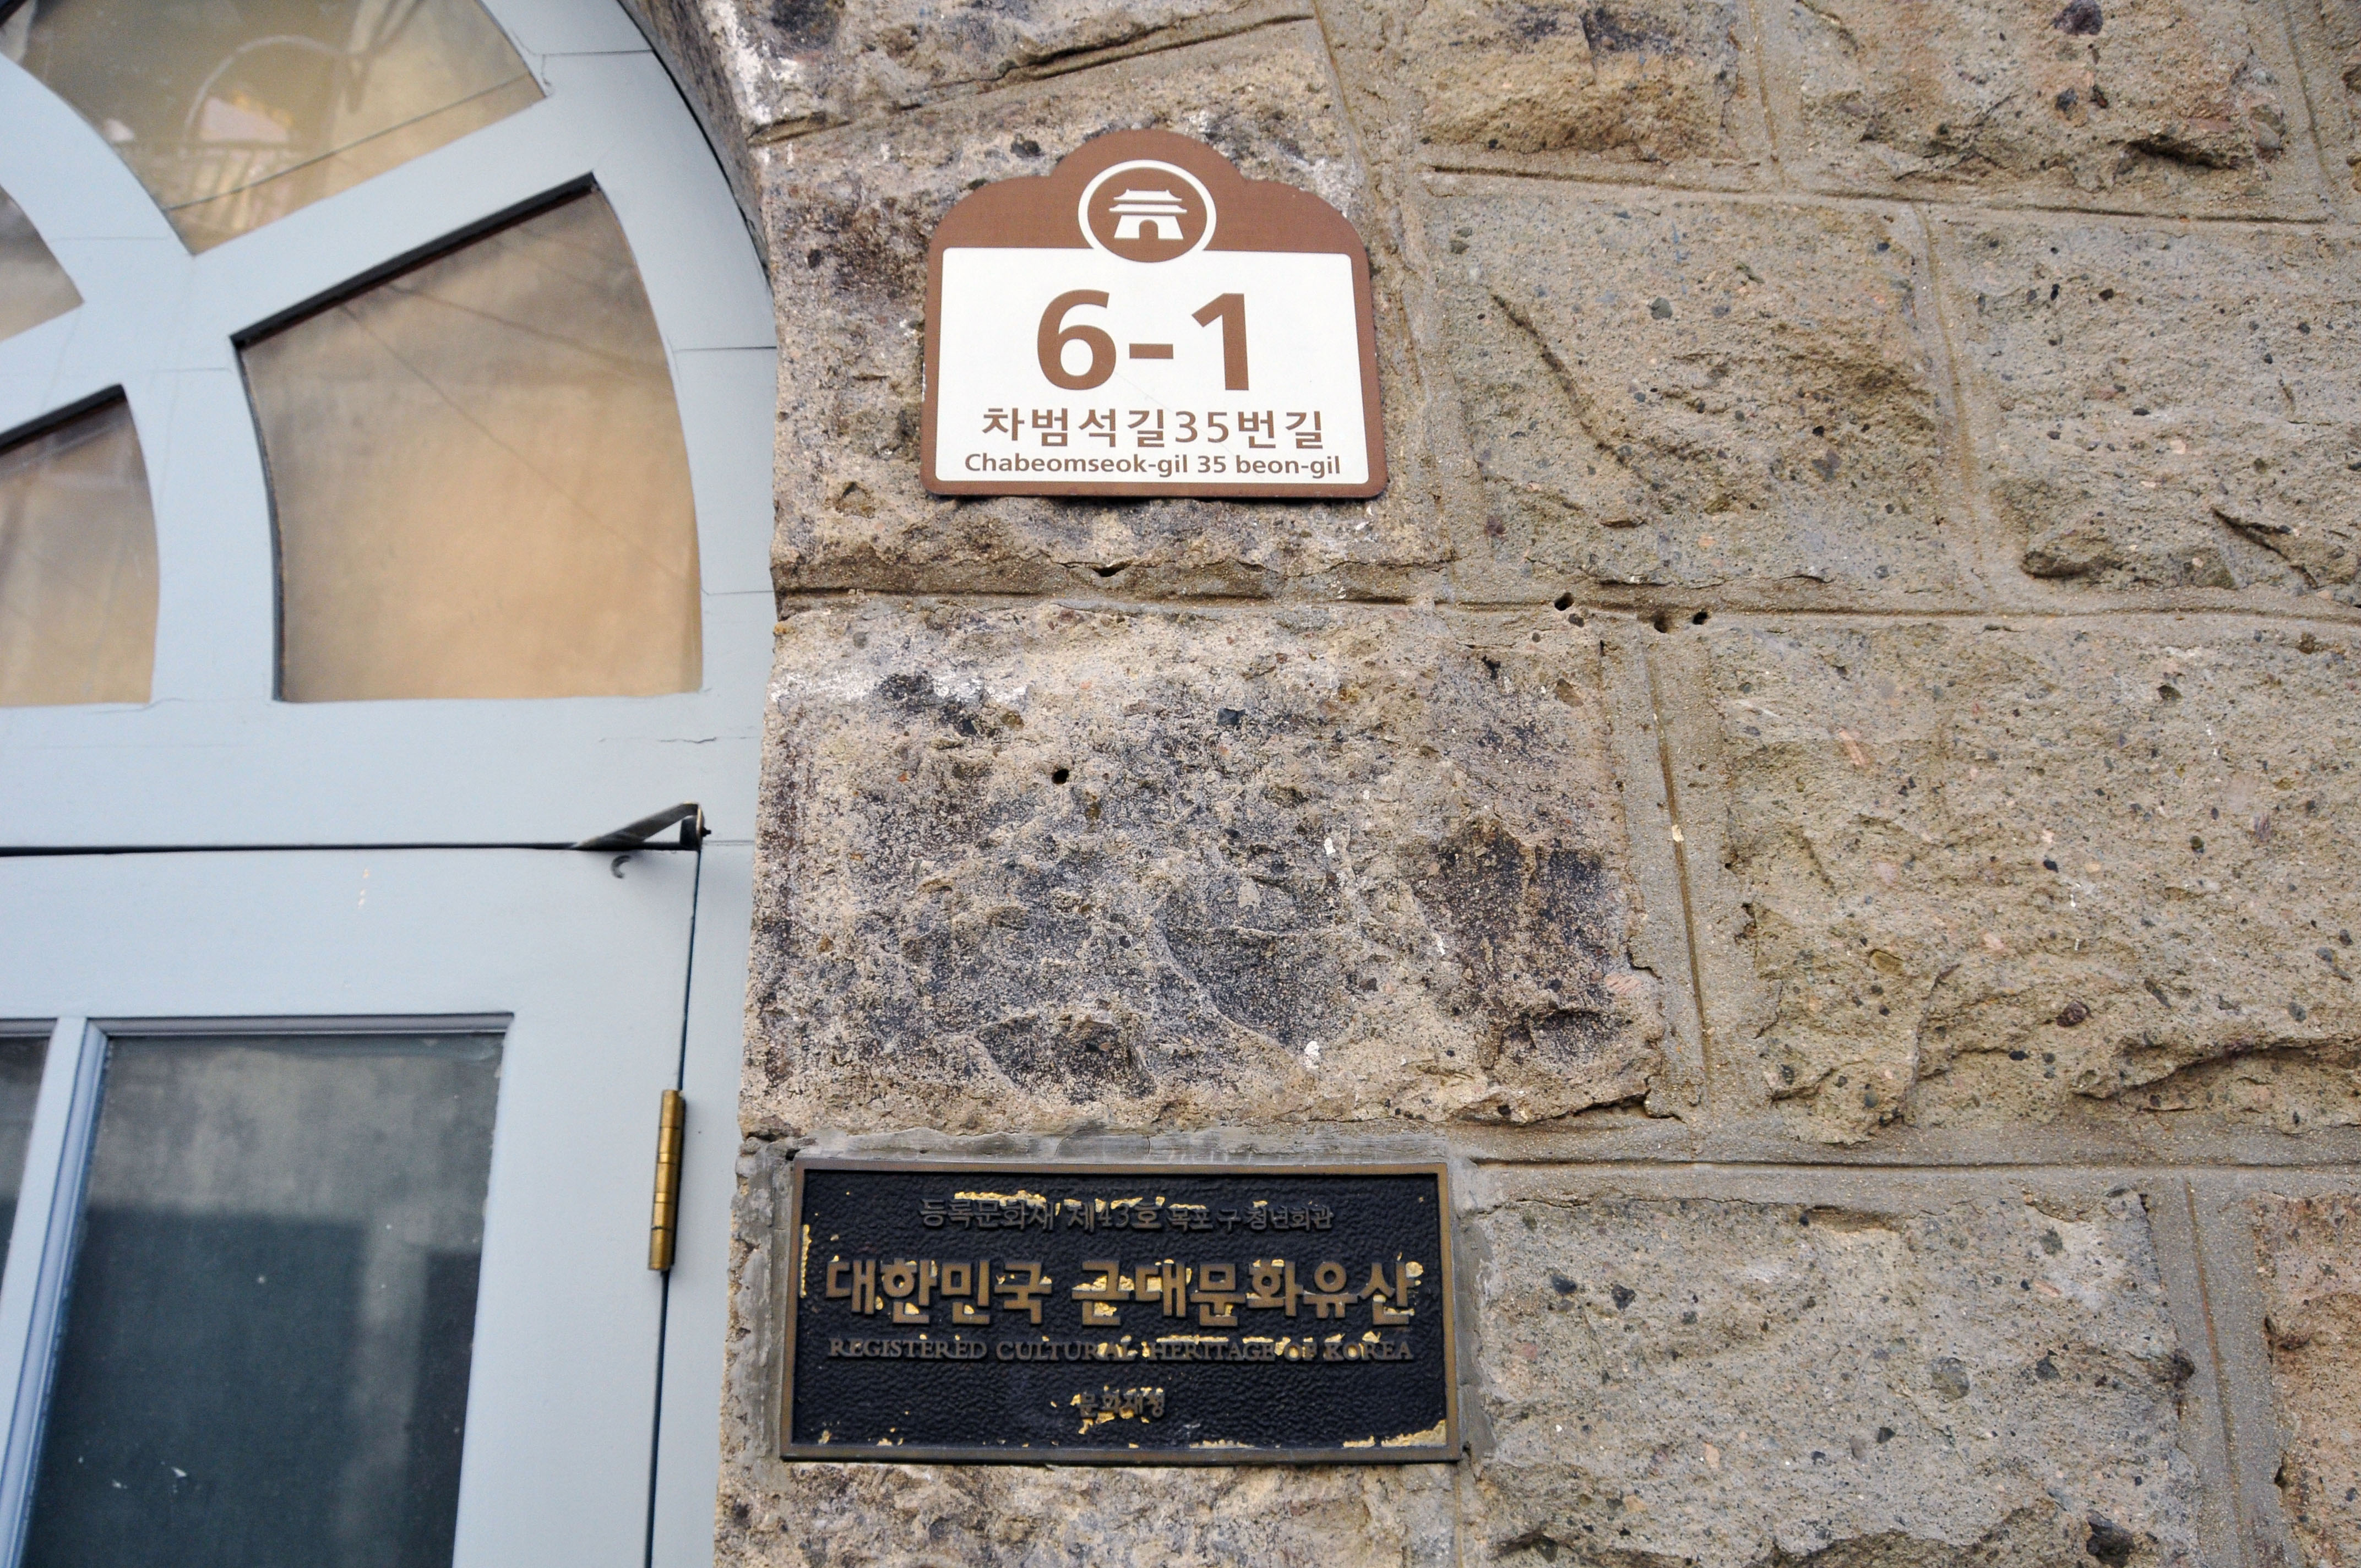 6-1
차범석길35번길
Chabeomseok-gil 35 beon-gil
등록문화재 제43호 목포 구 청년회관
대한민국 근대문화유산
REGISTERED CULTURAL HERITAGE OF KOREA
문화재청